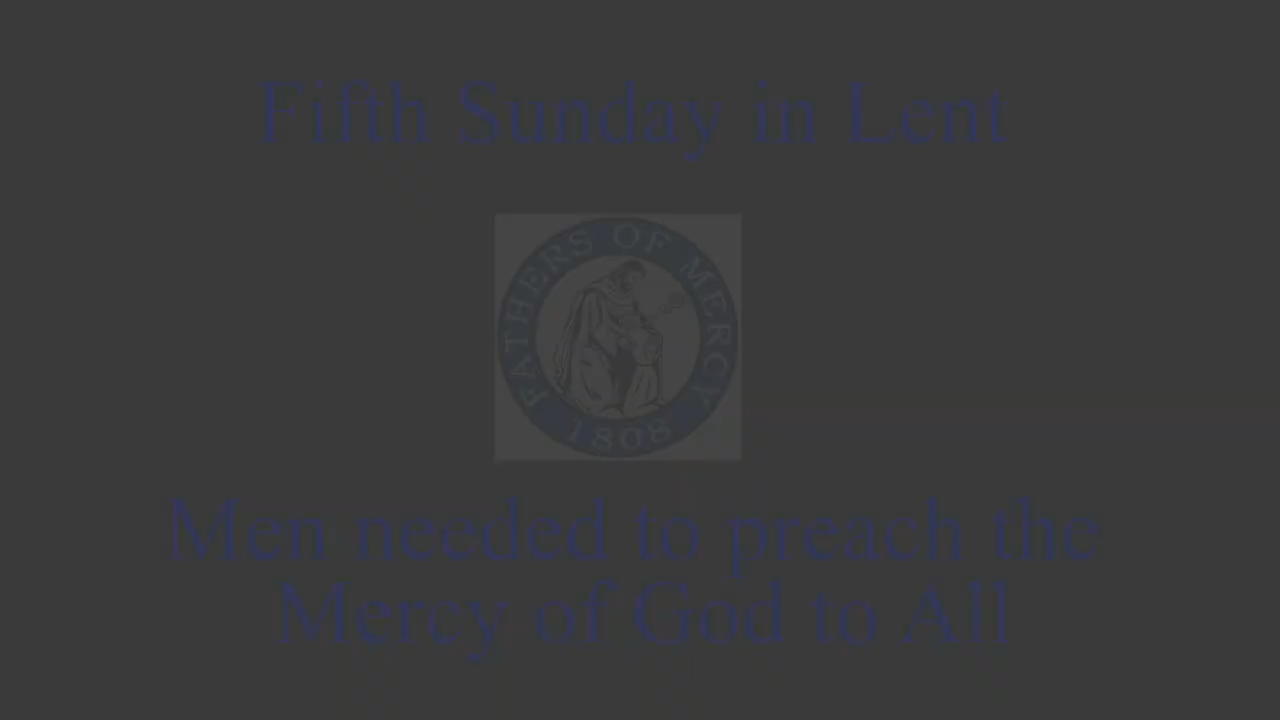 Fifth Sunday in Lent
FATHERS OF MERCY
1808
Men needed to preach the
Mercy of God to All